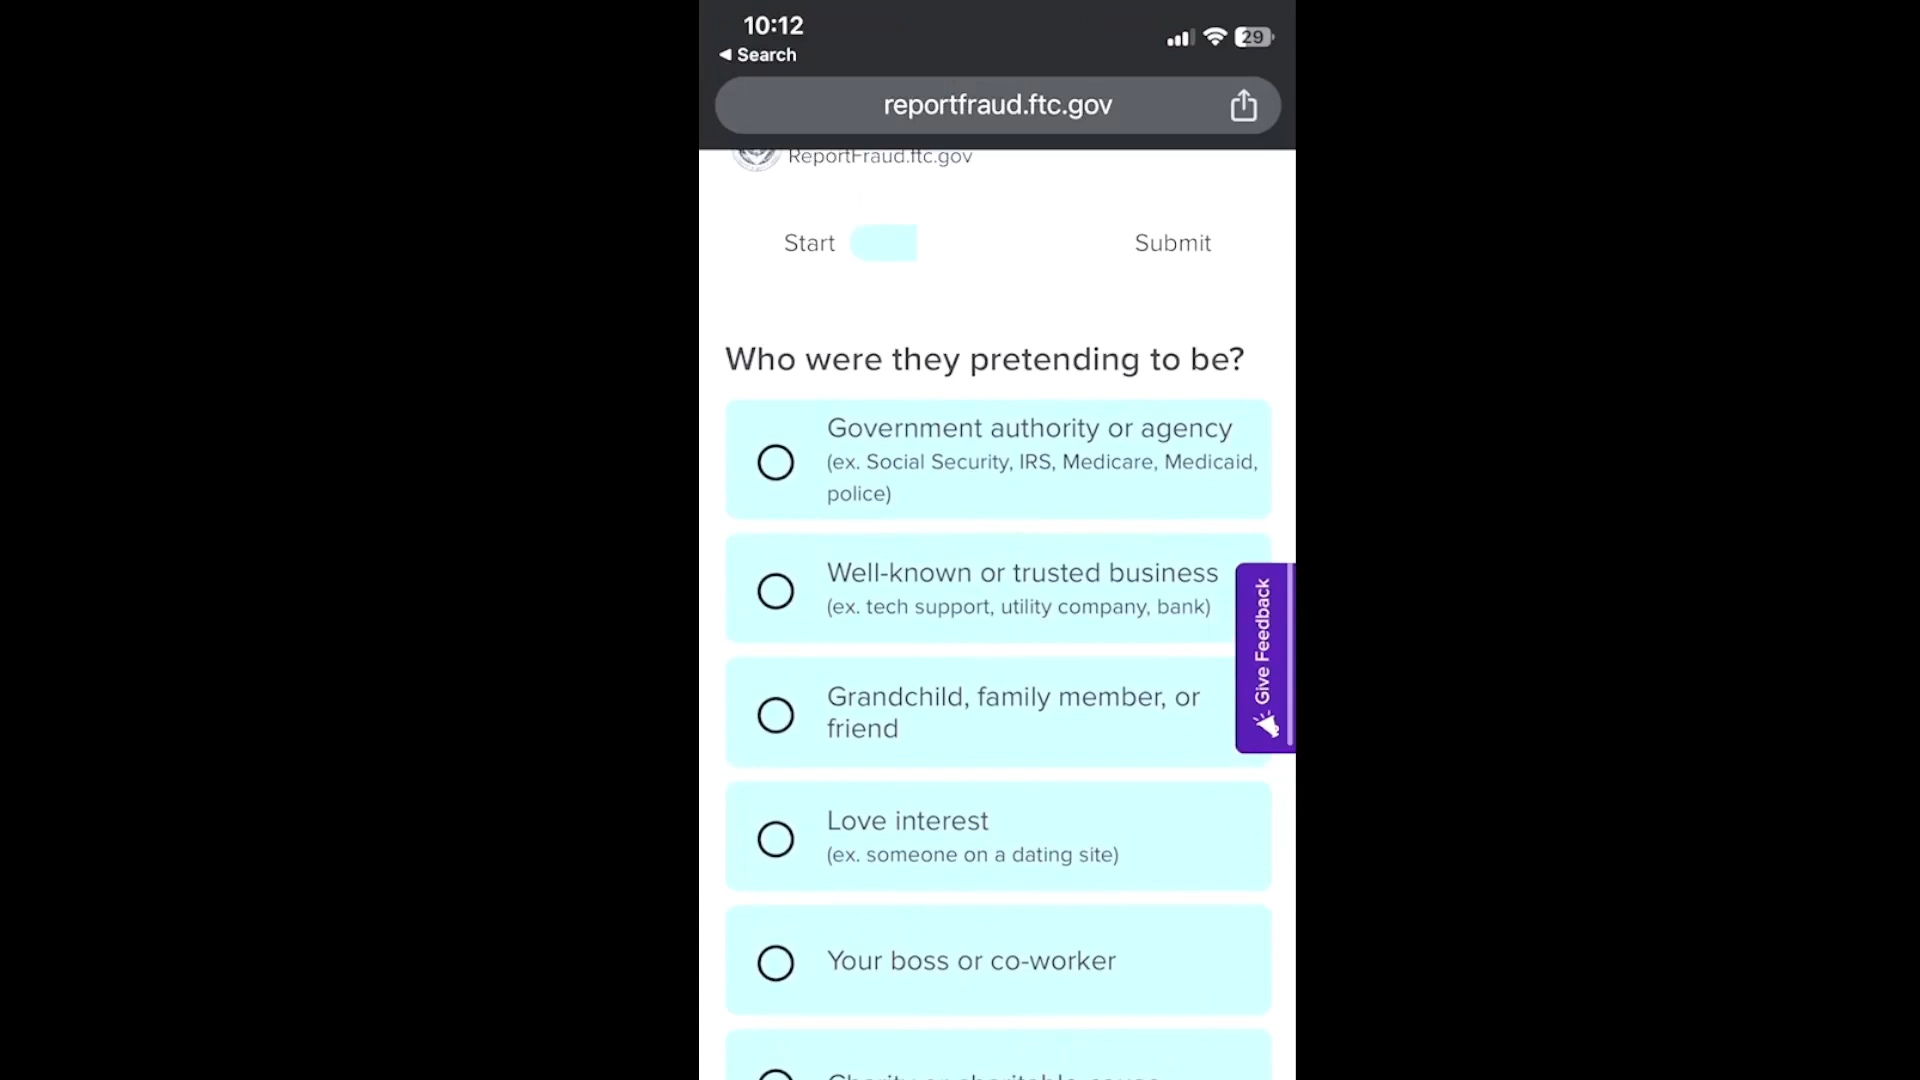 10:12
29
◀ Search
reportfraud.ftc.gov
ReportFraud.ftc.gov
Start
Submit
Who were they pretending to be?
Government authority or agency
(ex. Social Security, IRS, Medicare, Medicaid,
police)
Well-known or trusted business
(ex. tech support, utility company, bank)
Give Feedback
Grandchild, family member, or
friend
Love interest
(ex. someone on a dating site)
Your boss or co-worker